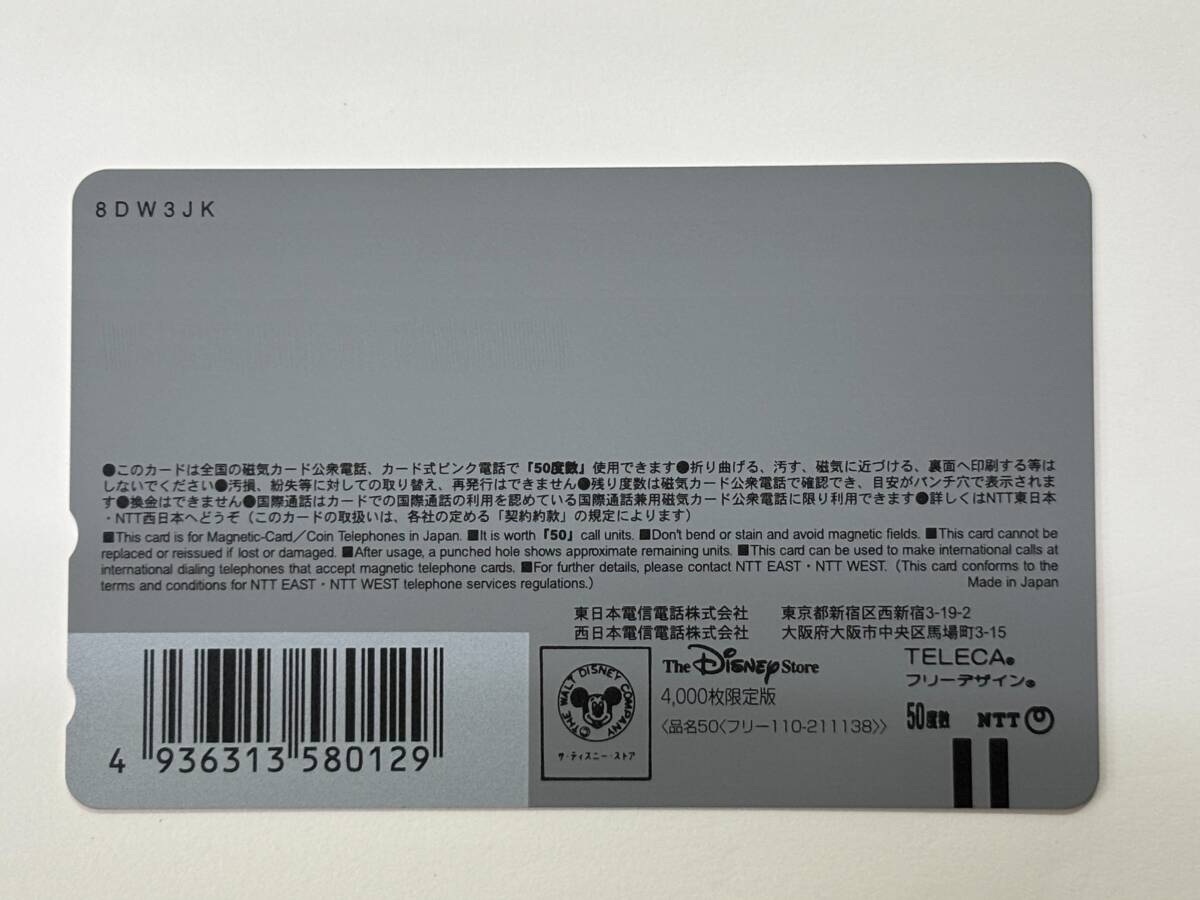 8DW3JK
●このカードは全国の磁気カード公衆電話、カード式ピンク電話で「50度数」使用できます●折り曲げる、汚す、磁気に近づける、裏面へ印刷する等は
しないでください●汚損、紛失等に対しての取り替え、再発行はできません●残り度数は磁気カード公衆電話で確認でき、目安がパンチ穴で表示されま
す●換金はできません●国際通話はカードでの国際通話の利用を認めている国際通話兼用磁気カード公衆電話に限り利用できます●詳しくはNTT東日本
・NTT西日本へどうぞ（このカードの取扱いは、各社の定める「契約約款」の規定によります）
■This card is for Magnetic-Card／Coin Telephones in Japan. ■It is worth「50」call units. ■Don't bend or stain and avoid magnetic fields. ■This card cannot be
replaced or reissued if lost or damaged. ■After usage, a punched hole shows approximate remaining units. ■This card can be used to make international calls at
international dialing telephones that accept magnetic telephone cards. ■For further details, please contact NTT EAST・NTT WEST.（This card conforms to the
terms and conditions for NTT EAST・NTT WEST telephone services regulations.） Made in Japan
東日本電信電話株式会社 東京都新宿区西新宿3-19-2
西日本電信電話株式会社 大阪府大阪市中央区馬場町3-15
©THE WALT DISNEY COMPANY
ザ・ディズニー・ストア
The Disney Store
4,000枚限定版
〈品名50〈フリー110-211138〉〉
TELECA®
フリーデザイン®
50度数 NTT
4 936313 580129